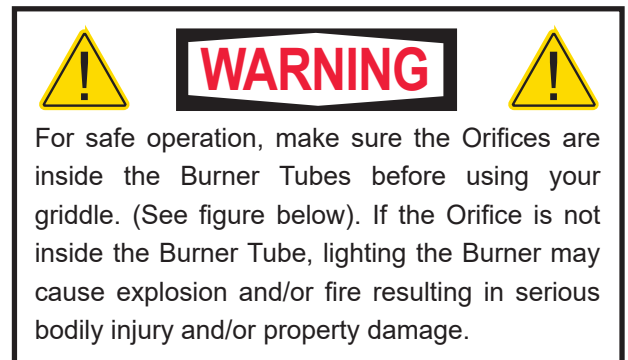 WARNING
For safe operation, make sure the Orifices are
inside the Burner Tubes before using your
griddle. (See figure below). If the Orifice is not
inside the Burner Tube, lighting the Burner may
cause explosion and/or fire resulting in serious
bodily injury and/or property damage.